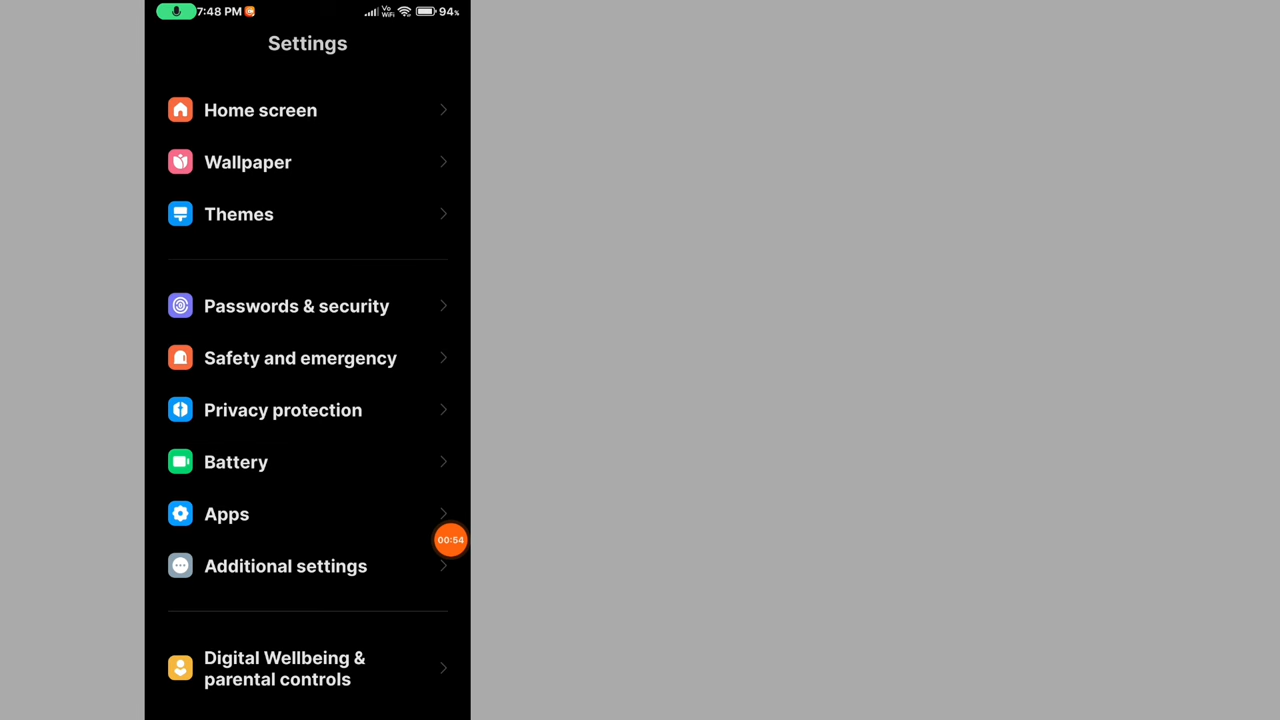 7:48 PM
Vo
WiFi
94%
Settings
Home screen
Wallpaper
Themes
Passwords & security
Safety and emergency
Privacy protection
Battery
Apps
00:54
Additional settings
Digital Wellbeing &
parental controls